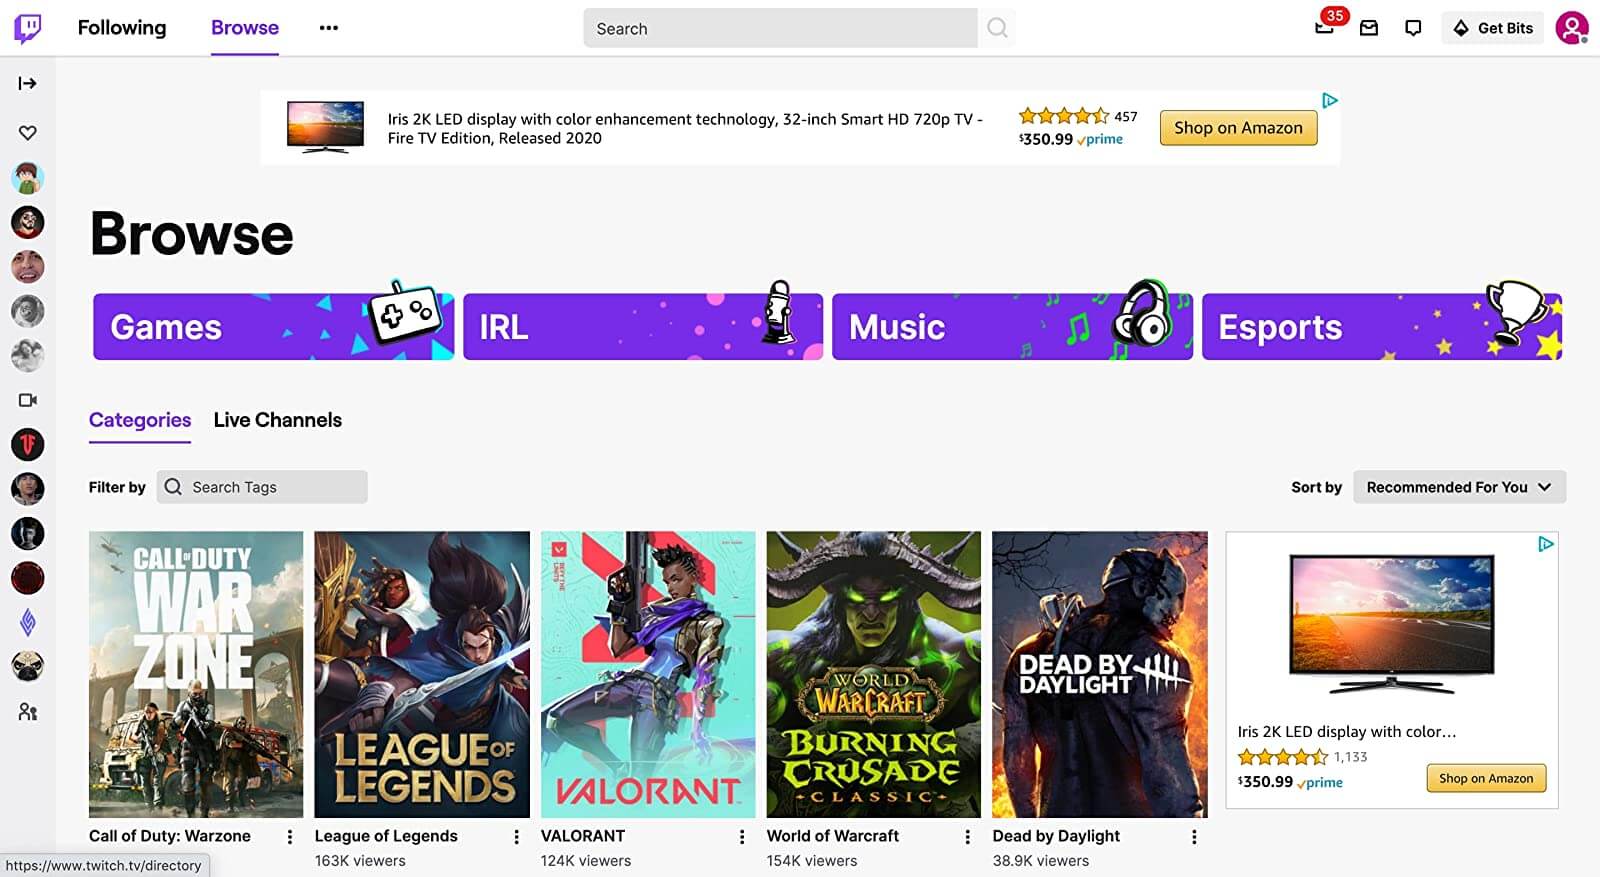 Following
Browse
Search
35
Get Bits
Iris 2K LED display with color enhancement technology, 32-inch Smart HD 720p TV -
Fire TV Edition, Released 2020
457
$350.99 prime
Shop on Amazon
Browse
Games
IRL
Music
Esports
Categories
Live Channels
Filter by
Search Tags
Sort by
Recommended For You
CALL OF DUTY
WAR
ZONE
LEAGUE OF
LEGENDS
DEFY THE
LIMITS
VALORANT
WORLD
OF WARCRAFT
BURNING
CRUSADE
CLASSIC
DEAD BY
DAYLIGHT
Iris 2K LED display with color...
1,133
$350.99 prime
Shop on Amazon
Call of Duty: Warzone
League of Legends
163K viewers
VALORANT
124K viewers
World of Warcraft
154K viewers
Dead by Daylight
38.9K viewers
https://www.twitch.tv/directory